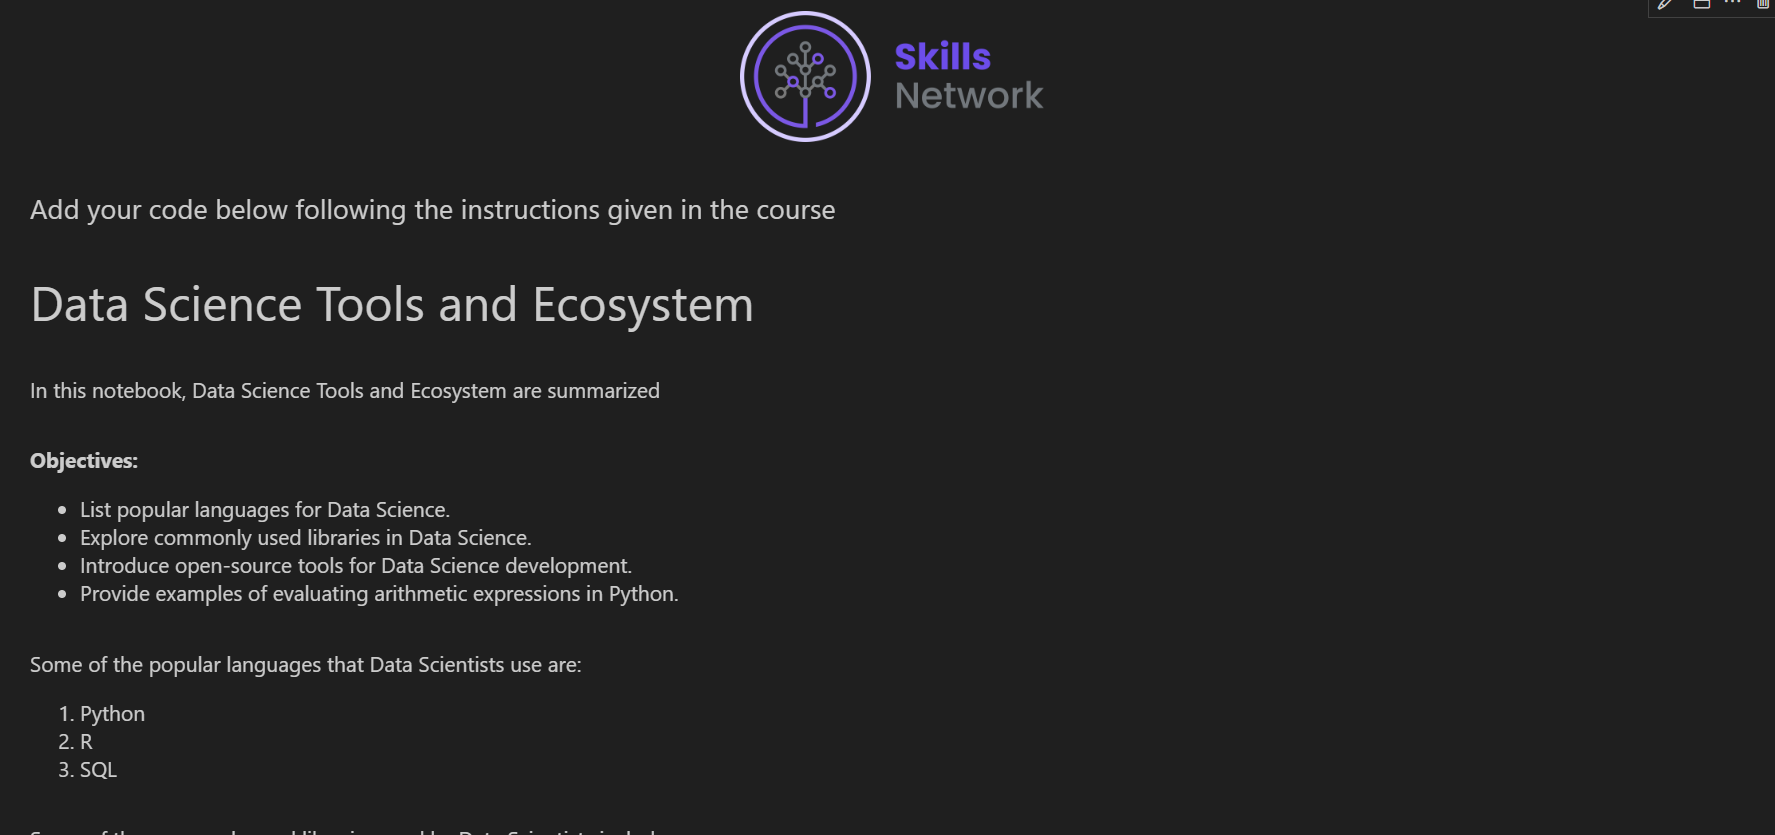 Skills
Network
Add your code below following the instructions given in the course
Data Science Tools and Ecosystem
In this notebook, Data Science Tools and Ecosystem are summarized
Objectives:
List popular languages for Data Science.
Explore commonly used libraries in Data Science.
Introduce open-source tools for Data Science development.
Provide examples of evaluating arithmetic expressions in Python.
Some of the popular languages that Data Scientists use are:
1. Python
2. R
3. SQL